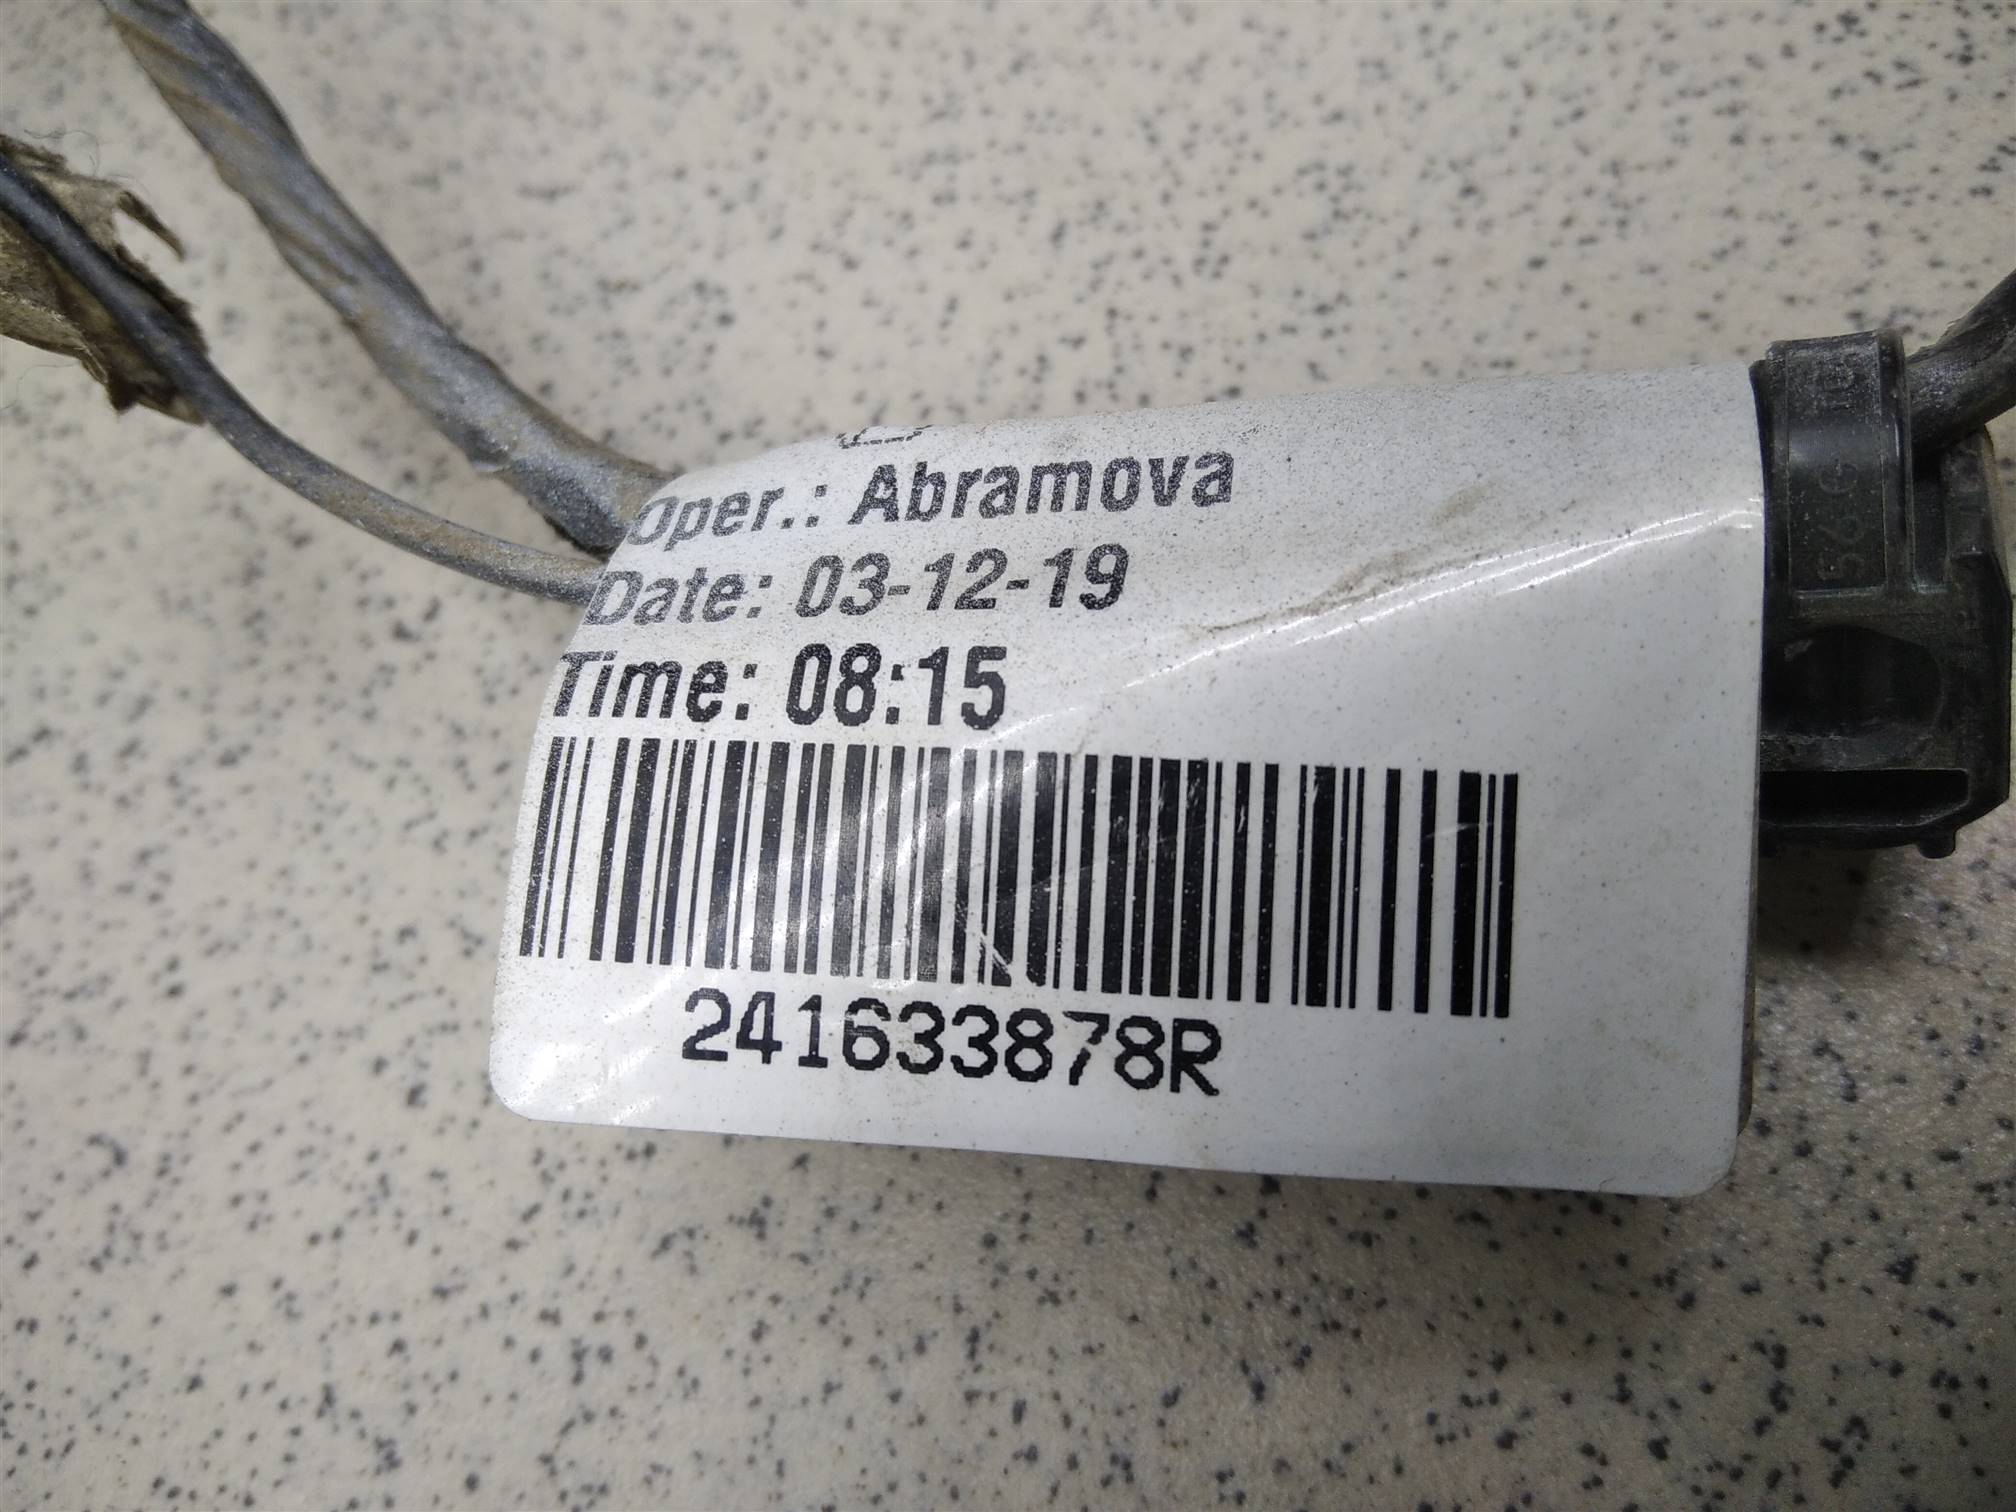 Oper.: Abramova
Date: 03-12-19
Time: 08:15
241633878R